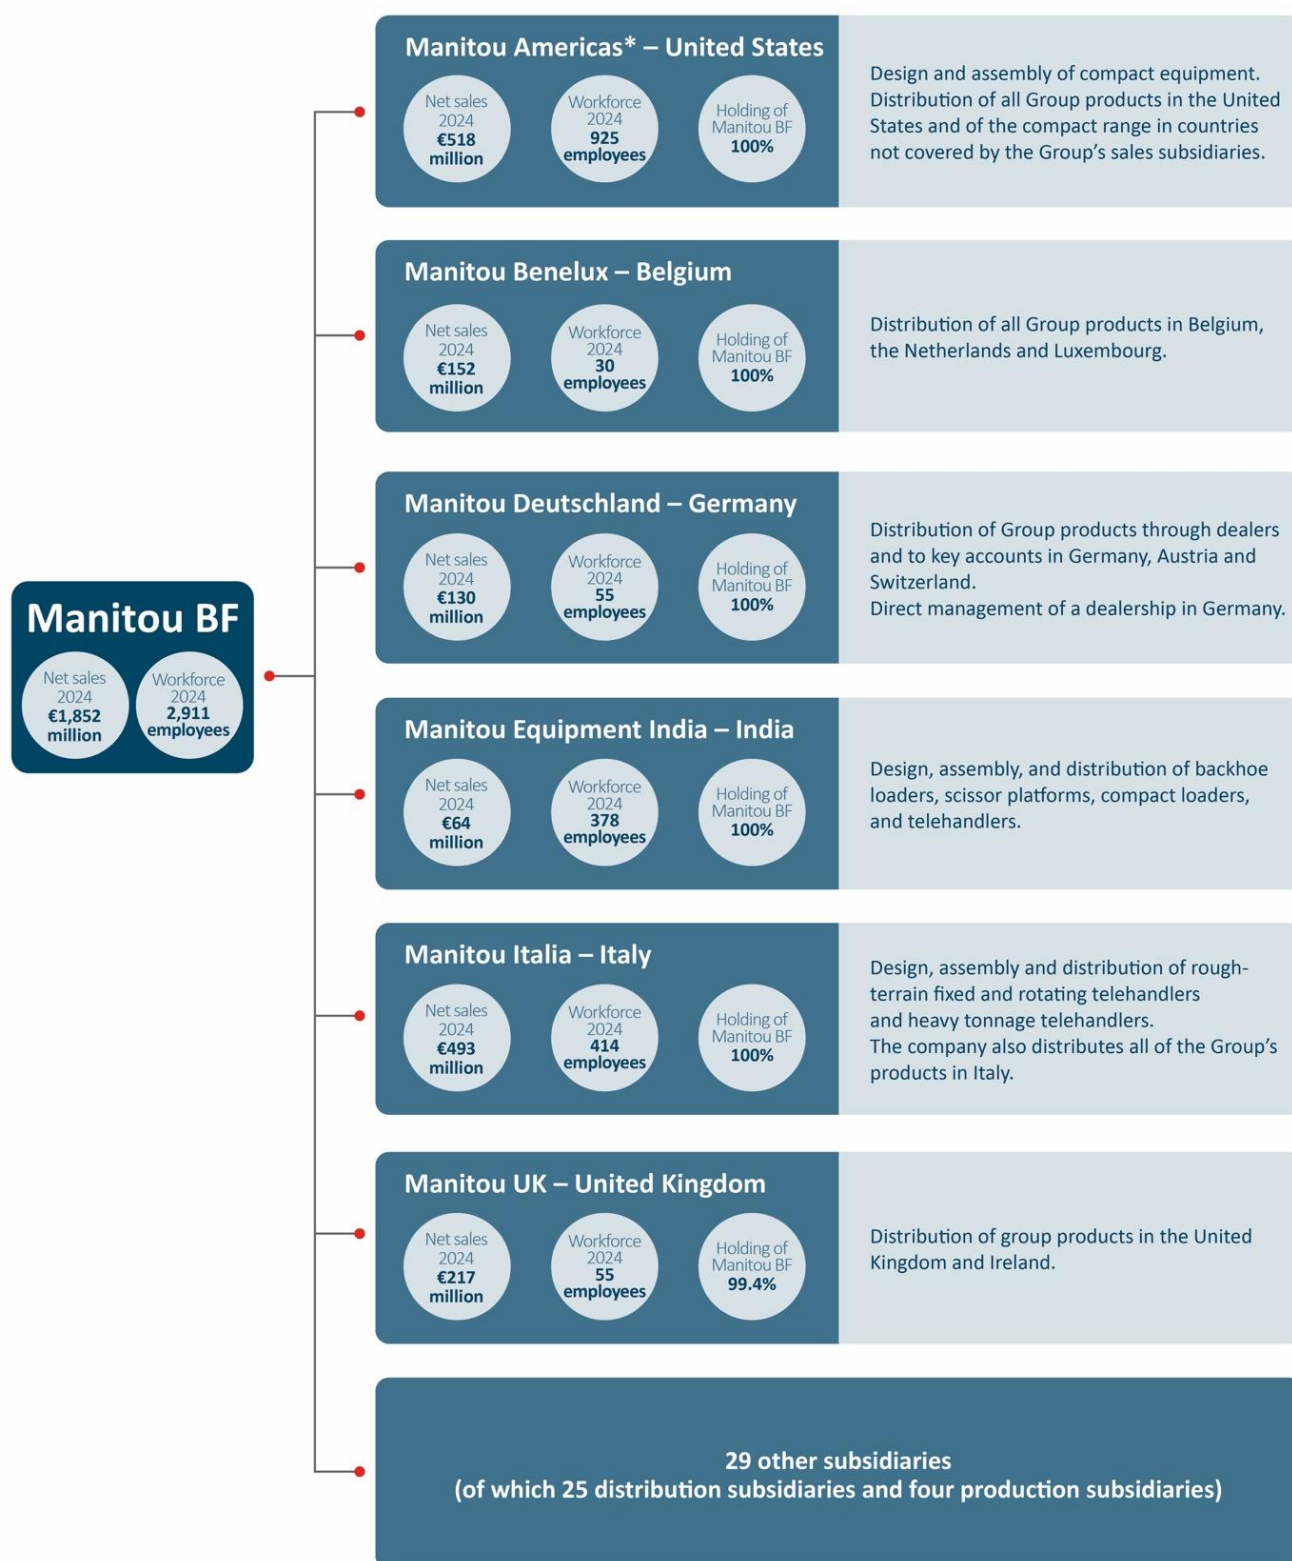 Manitou BF
Net sales
2024
€1,852
million
Workforce
2024
2,911
employees
Manitou Americas* – United States
Net sales
2024
€518
million
Workforce
2024
925
employees
Holding of
Manitou BF
100%
Design and assembly of compact equipment.
Distribution of all Group products in the United
States and of the compact range in countries
not covered by the Group’s sales subsidiaries.
Manitou Benelux – Belgium
Net sales
2024
€152
million
Workforce
2024
30
employees
Holding of
Manitou BF
100%
Distribution of all Group products in Belgium,
the Netherlands and Luxembourg.
Manitou Deutschland – Germany
Net sales
2024
€130
million
Workforce
2024
55
employees
Holding of
Manitou BF
100%
Distribution of Group products through dealers
and to key accounts in Germany, Austria and
Switzerland.
Direct management of a dealership in Germany.
Manitou Equipment India – India
Net sales
2024
€64
million
Workforce
2024
378
employees
Holding of
Manitou BF
100%
Design, assembly, and distribution of backhoe
loaders, scissor platforms, compact loaders,
and telehandlers.
Manitou Italia – Italy
Net sales
2024
€493
million
Workforce
2024
414
employees
Holding of
Manitou BF
100%
Design, assembly and distribution of rough-
terrain fixed and rotating telehandlers
and heavy tonnage telehandlers.
The company also distributes all of the Group’s
products in Italy.
Manitou UK – United Kingdom
Net sales
2024
€217
million
Workforce
2024
55
employees
Holding of
Manitou BF
99.4%
Distribution of group products in the United
Kingdom and Ireland.
29 other subsidiaries
(of which 25 distribution subsidiaries and four production subsidiaries)